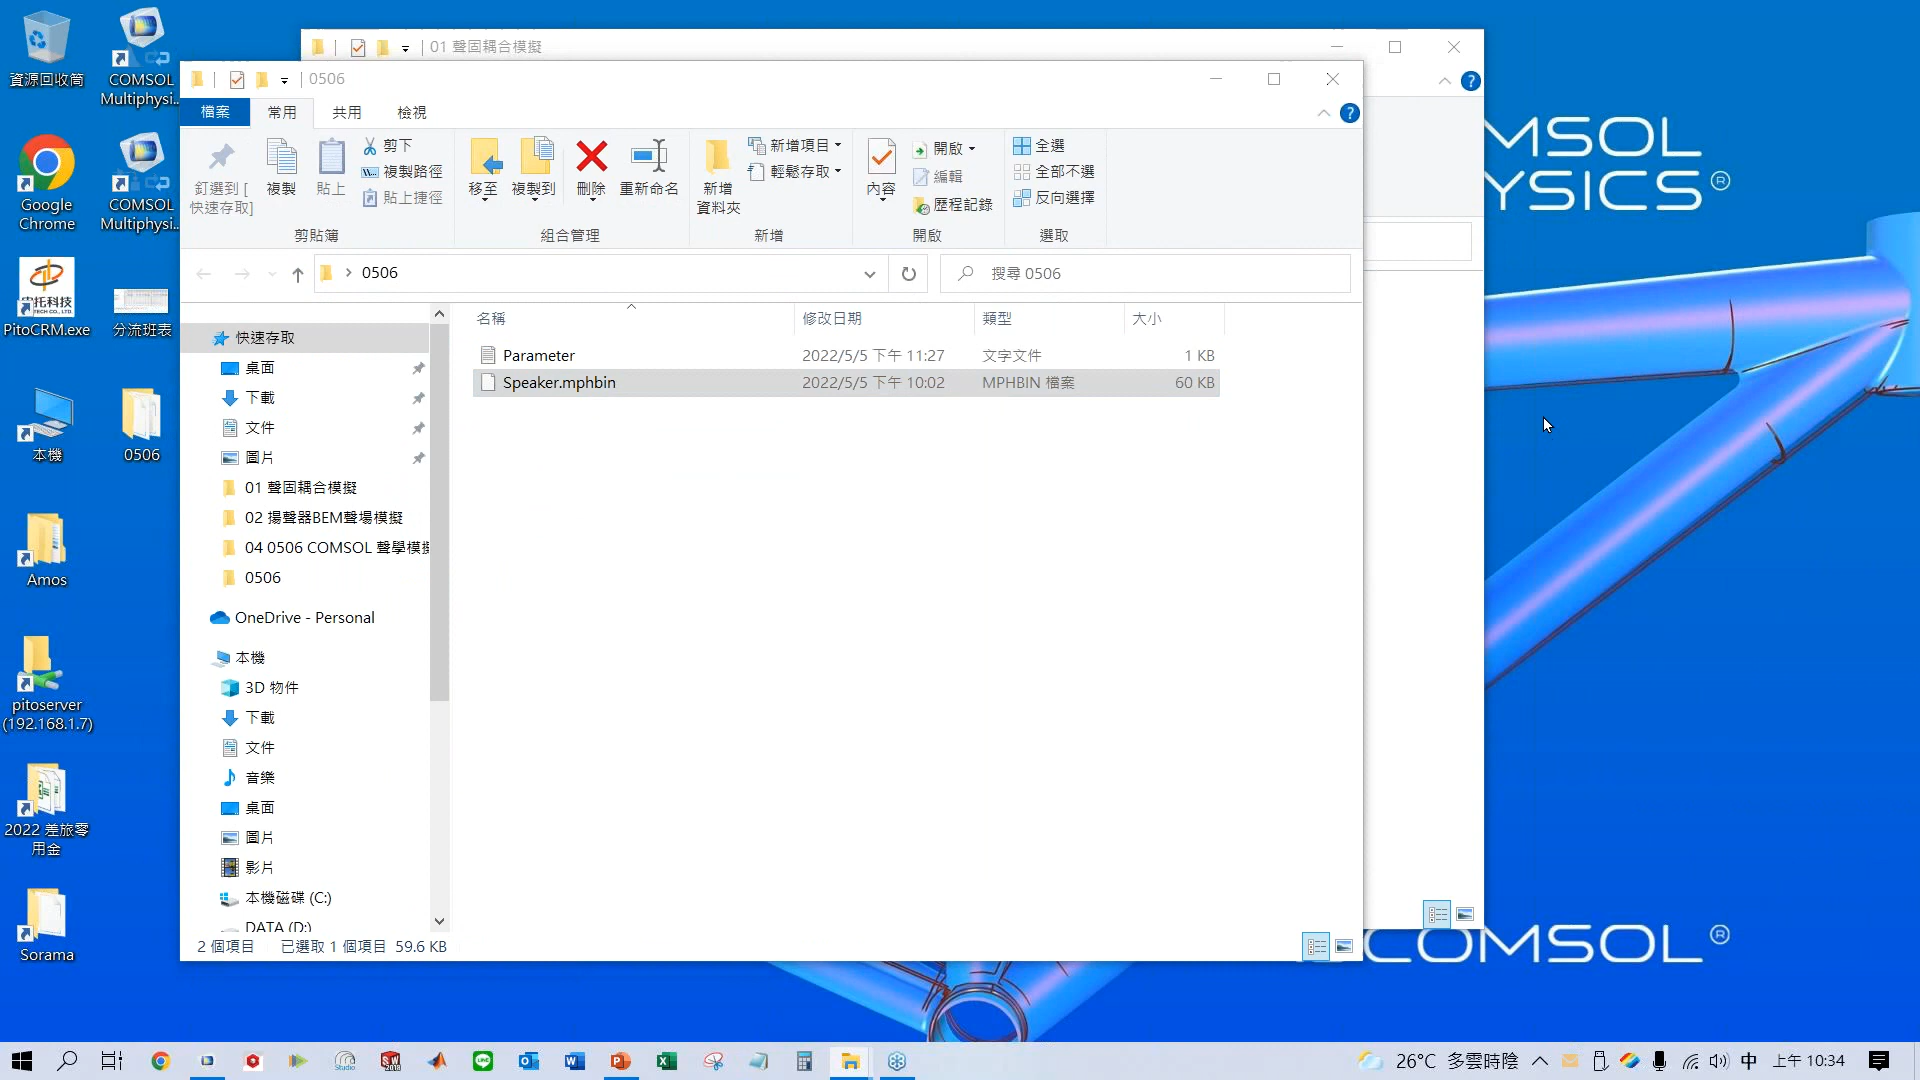 01 聲固耦合模擬
0506
檔案
常用
共用
檢視
釘選到 [
快速存取]
複製
貼上
剪下
複製路徑
貼上捷徑
剪貼簿
移至
複製到
刪除
重新命名
組合管理
新增
資料夾
新增項目
輕鬆存取
新增
內容
開啟
編輯
歷程記錄
開啟
全選
全部不選
反向選擇
選取
0506
搜尋 0506
快速存取
桌面
下載
文件
圖片
01 聲固耦合模擬
02 揚聲器BEM聲場模擬
04 0506 COMSOL 聲學模擬
0506
OneDrive - Personal
本機
3D 物件
下載
文件
音樂
桌面
圖片
影片
本機磁碟 (C:)
DATA (D:)
名稱
修改日期
類型
大小
Parameter
2022/5/5 下午 11:27
文字文件
1 KB
Speaker.mphbin
2022/5/5 下午 10:02
MPHBIN 檔案
60 KB
2 個項目
已選取 1 個項目 59.6 KB
資源回收筒
COMSOL
Multiphysi...
Google
Chrome
COMSOL
Multiphysi...
PitoCRM.exe
分流班表
本機
0506
Amos
pitoserver
(192.168.1.7)
2022 差旅零
用金
Sorama
MSOL
YSICS®
COMSOL®
26°C 多雲時陰
中
上午 10:34